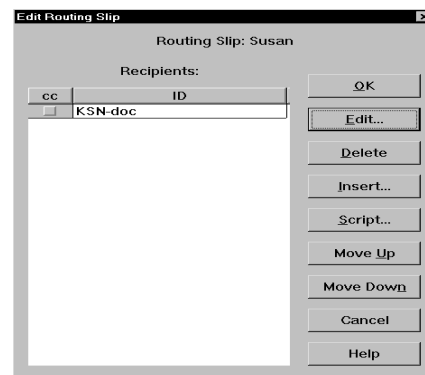 Edit Routing Slip
Routing Slip: Susan
Recipients:
cc ID
KSN-doc
OK
Edit...
Delete
Insert...
Script...
Move Up
Move Down
Cancel
Help